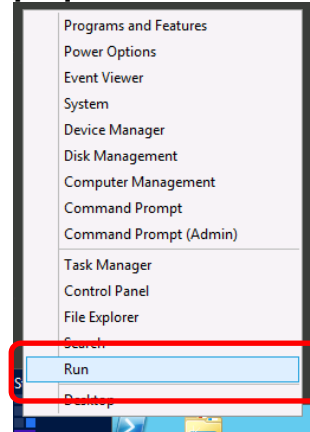 Programs and Features
Power Options
Event Viewer
System
Device Manager
Disk Management
Computer Management
Command Prompt
Command Prompt (Admin)
Task Manager
Control Panel
File Explorer
Search
Run
Desktop